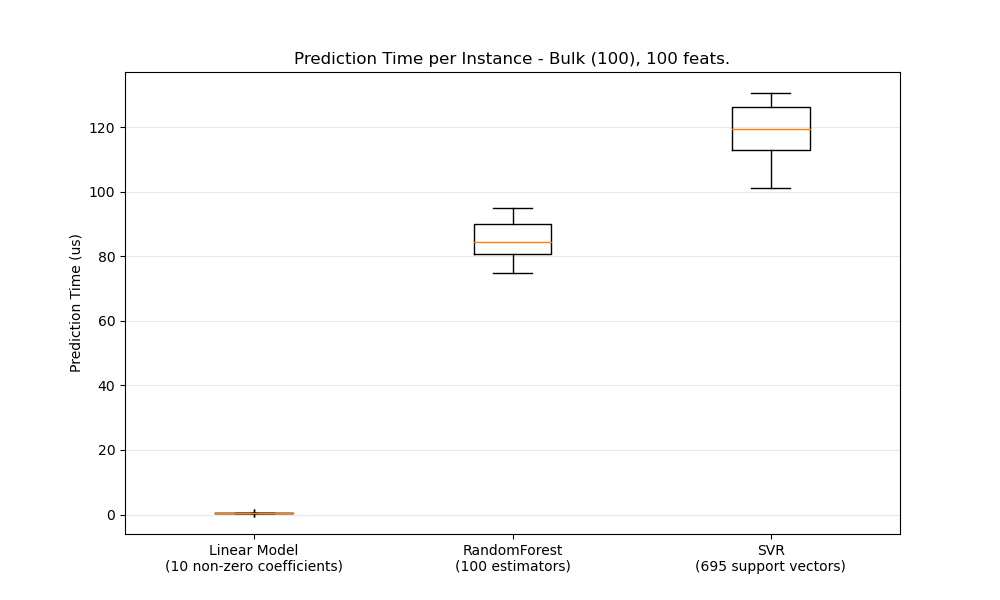 Prediction Time per Instance - Bulk (100), 100 feats.
Prediction Time (us)
120
100
80
60
40
20
0
Linear Model
(10 non-zero coefficients)
RandomForest
(100 estimators)
SVR
(695 support vectors)